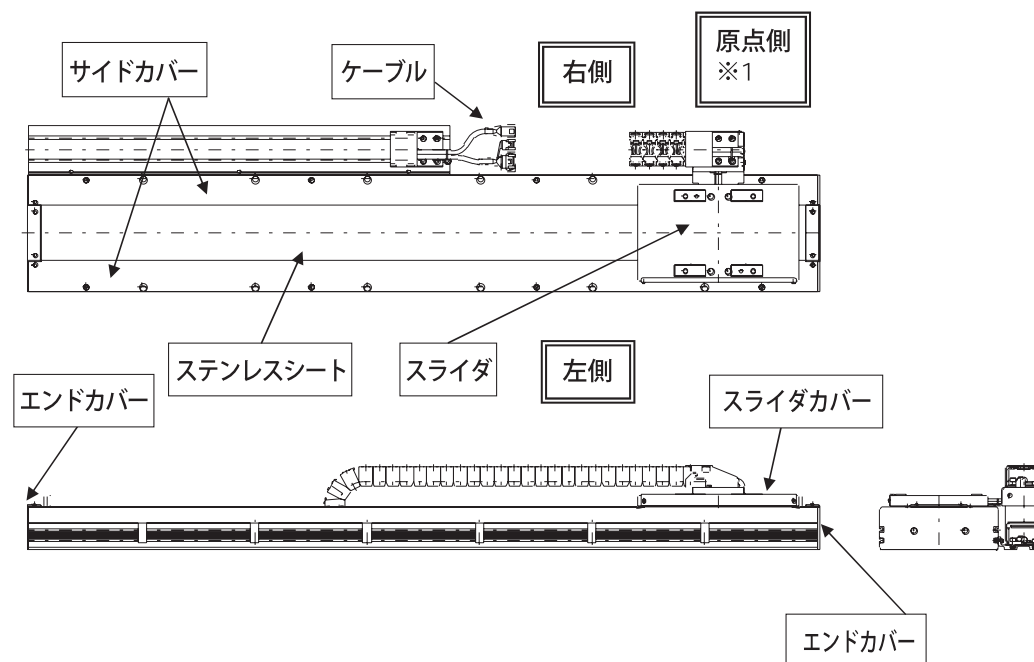 原点側
※1
サイドカバー
ケーブル
右側
ステンレスシート
スライダ
左側
エンドカバー
スライダカバー
エンドカバー